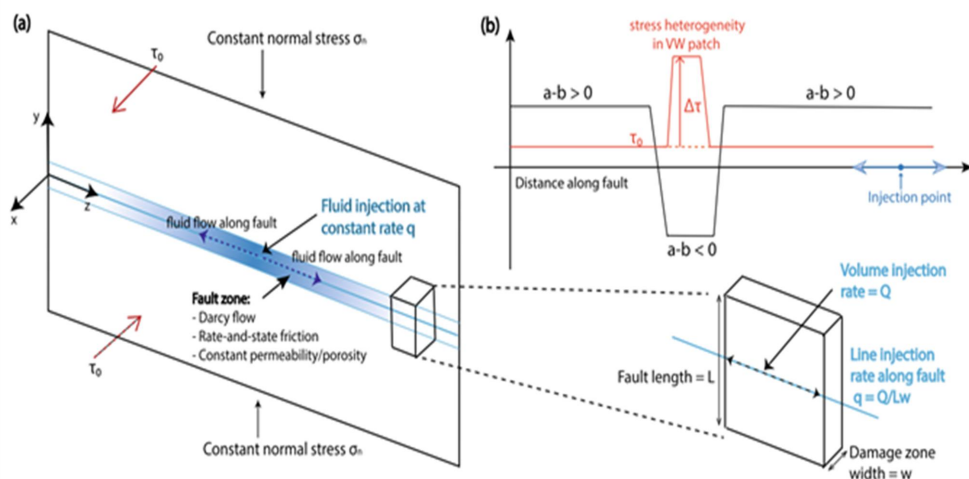 (a)
Constant normal stress σₙ
τ₀
y
x
z
Fluid injection at
constant rate q
fluid flow along fault
fluid flow along fault
Fault zone:
- Darcy flow
- Rate-and-state friction
- Constant permeability/porosity
τ₀
Constant normal stress σₙ
(b)
stress heterogeneity
in VW patch
a-b > 0
a-b > 0
Δτ
τ₀
Distance along fault
Injection point
a-b < 0
Volume injection
rate = Q
Fault length = L
Line injection
rate along fault
q = Q/Lw
Damage zone
width = w